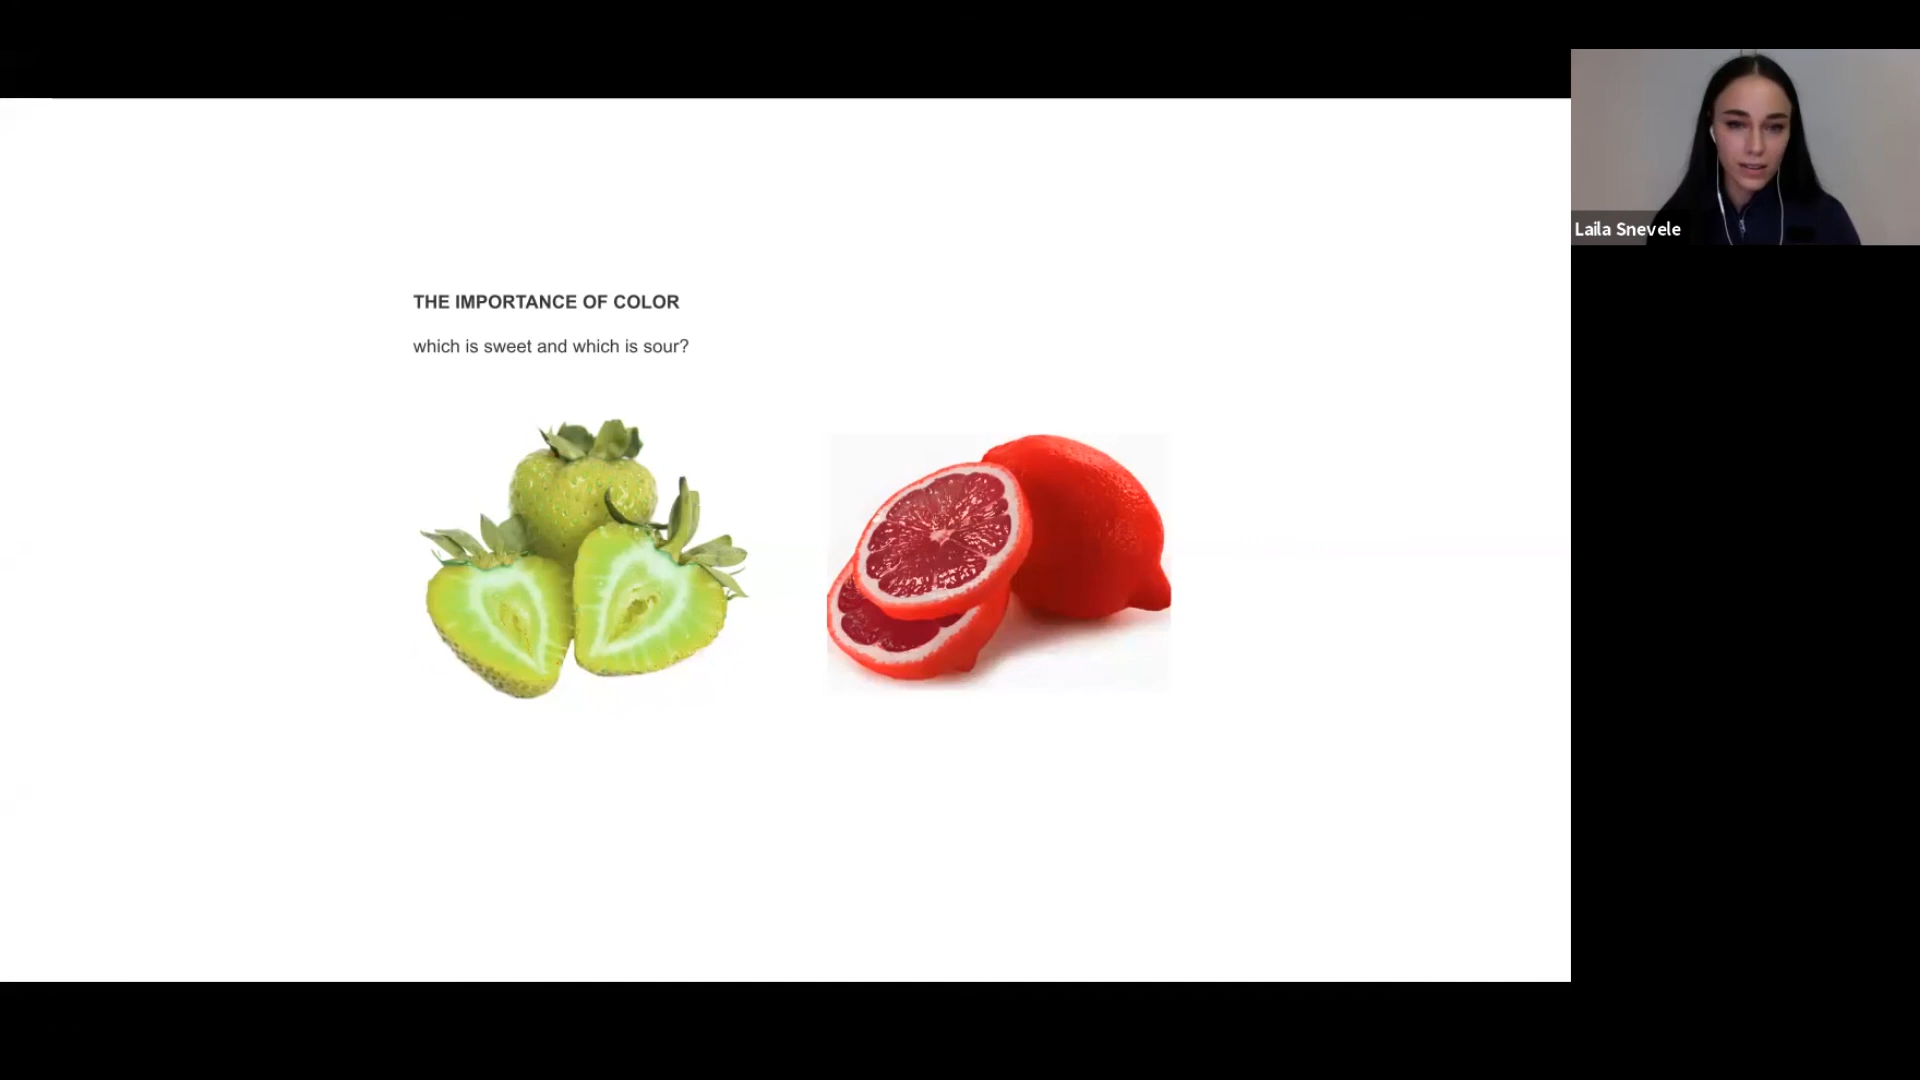 THE IMPORTANCE OF COLOR
which is sweet and which is sour?
Laila Snevele